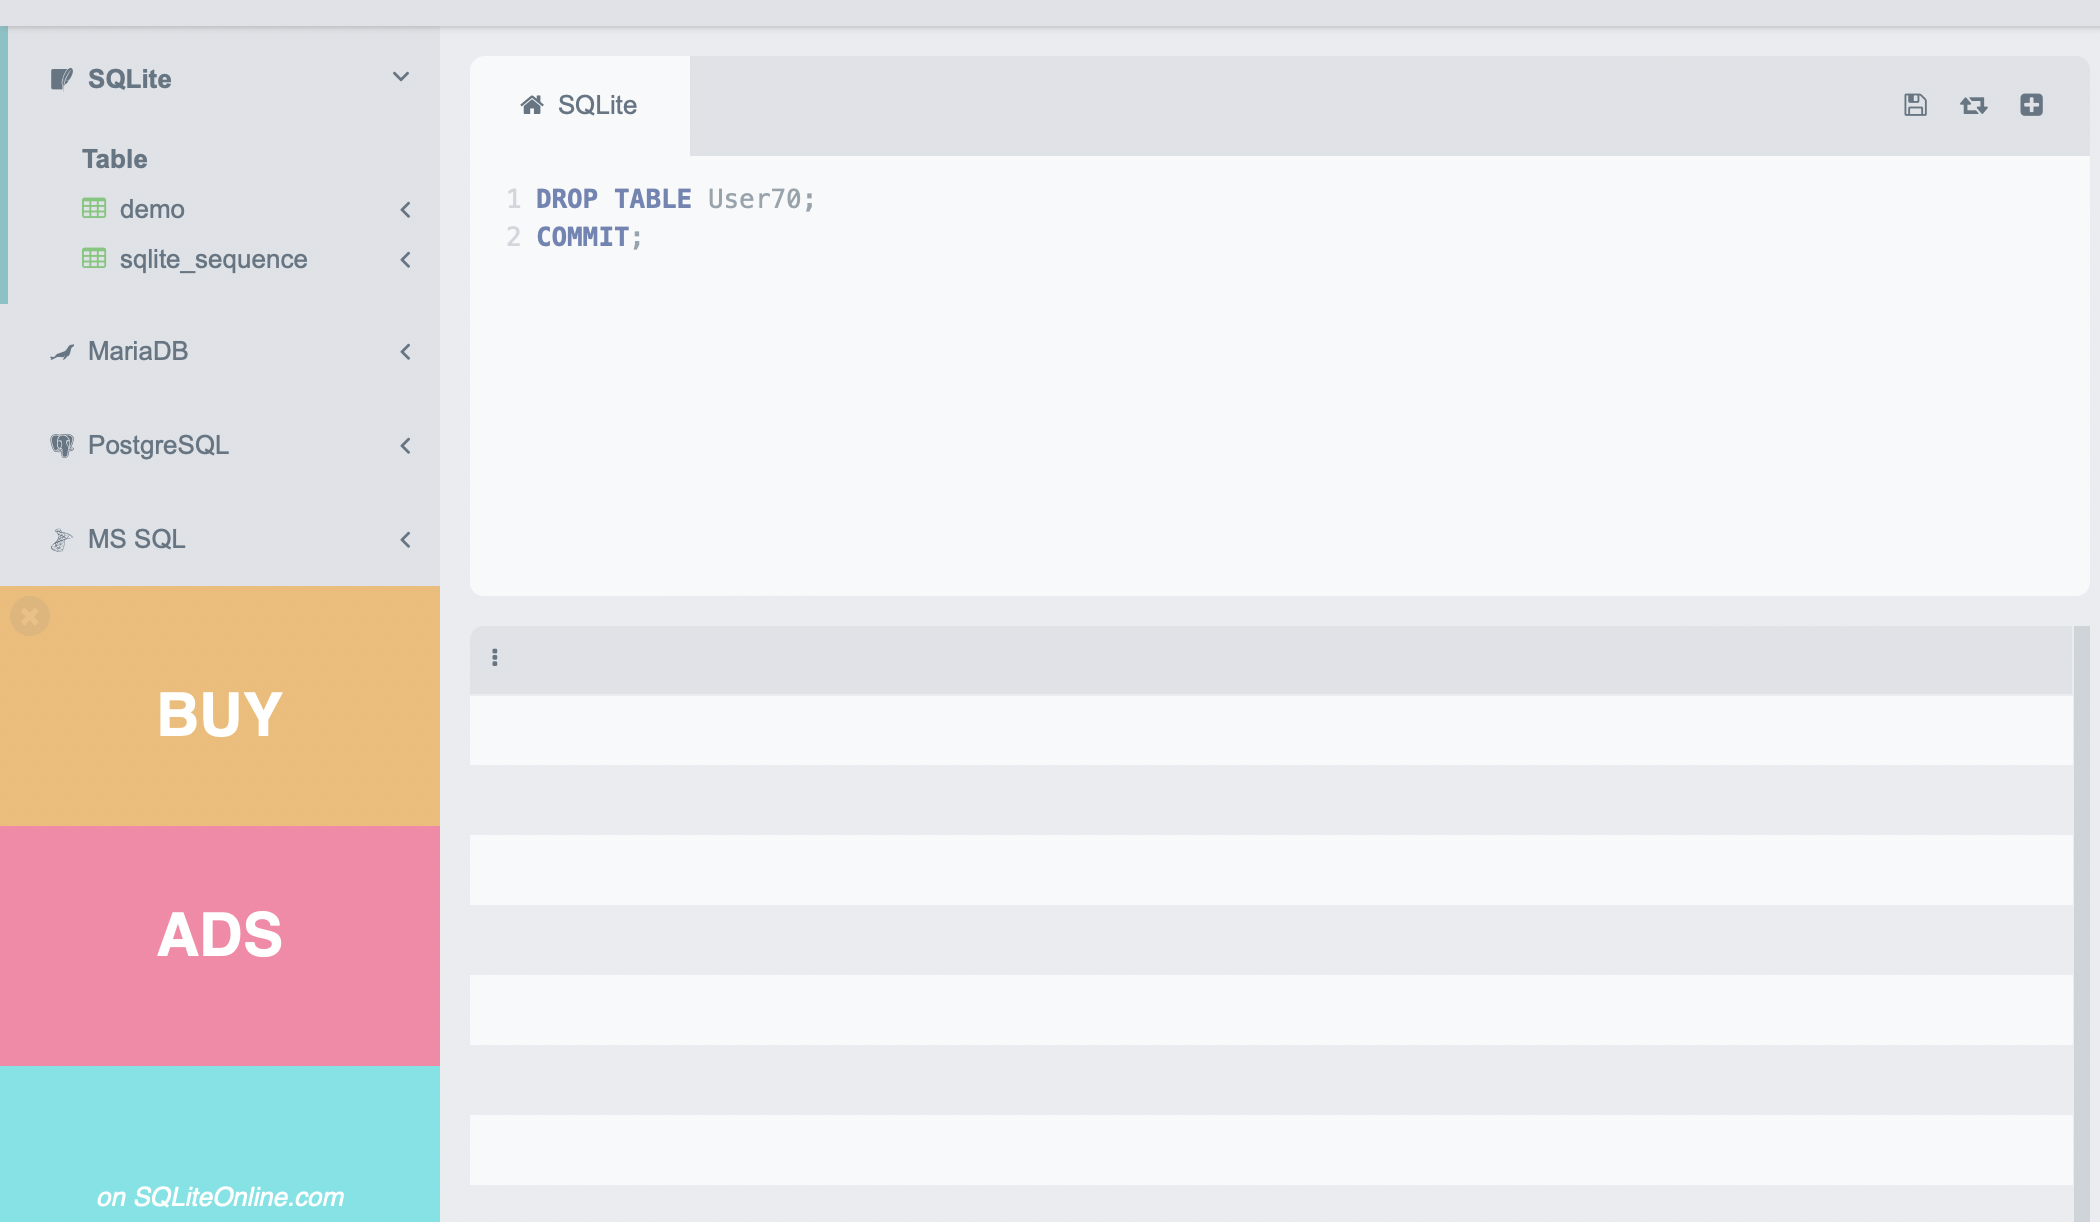 SQLite
Table
demo
sqlite_sequence
MariaDB
PostgreSQL
MS SQL
BUY
ADS
on SQLiteOnline.com
SQLite
1 DROP TABLE User70;
2 COMMIT;